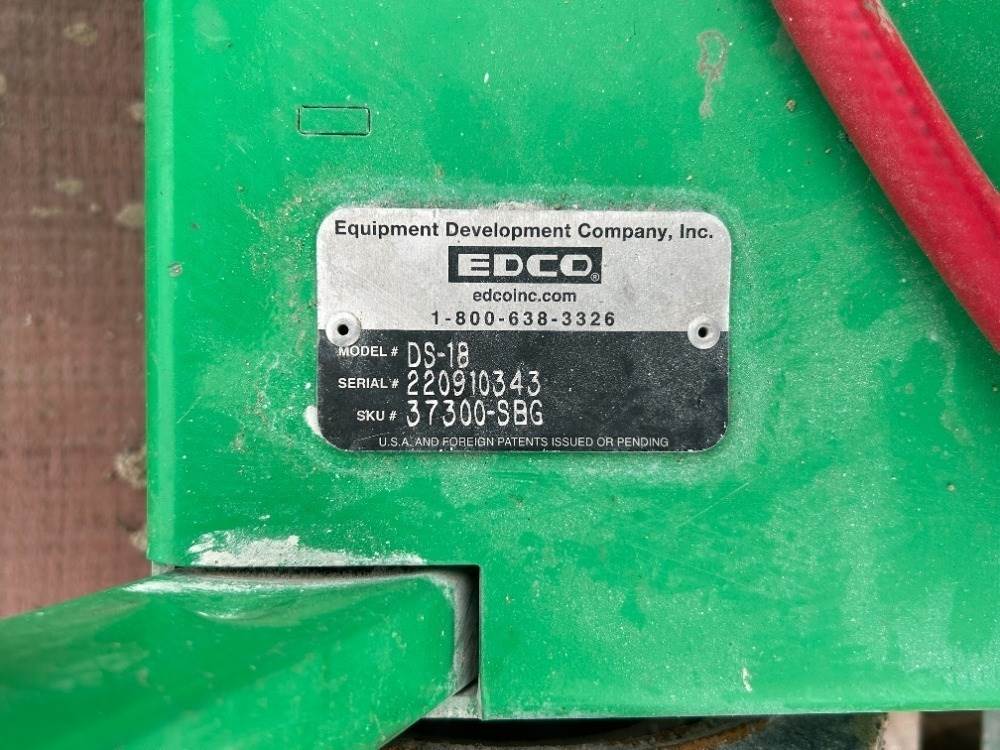 Equipment Development Company, Inc.
EDCO®
edcoinc.com
1-800-638-3326
MODEL # DS-18
SERIAL # 220910343
SKU # 37300-SBG
U.S.A. AND FOREIGN PATENTS ISSUED OR PENDING